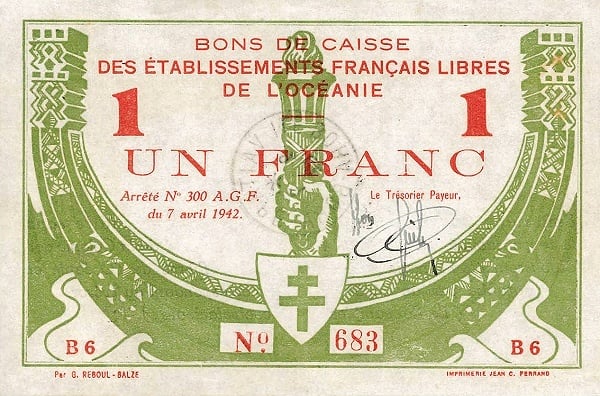 BONS DE CAISSE
DES ÉTABLISSEMENTS FRANÇAIS LIBRES
DE L'OCÉANIE
1 1
UN FRANC
Arrêté No 300 A.G.F.
du 7 avril 1942.
Le Trésorier Payeur,
B6 No 683 B6
Par G. REBOUL - BALZE
IMPRIMERIE JEAN C. FERRAND